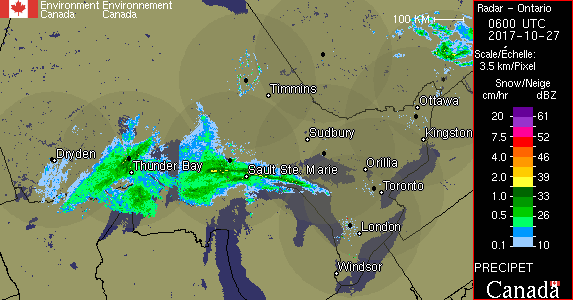 Environment Environnement
Canada Canada
100 KM
Timmins
Ottawa
Sudbury
Kingston
Dryden
Thunder Bay
Sault Ste. Marie
Orillia
Toronto
London
Windsor
Radar - Ontario
0600 UTC
2017-10-27
Scale/Échelle:
3.5 km/Pixel
Snow/Neige
cm/hr dBZ
20 61
7.5 52
4.0 46
2.0 39
1.0 33
0.5 26
0.1 10
PRECIPET
Canada